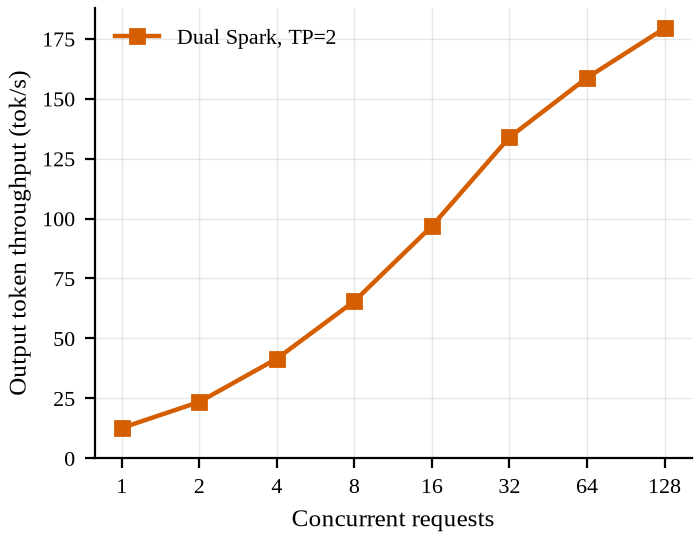 Dual Spark, TP=2
Output token throughput (tok/s)
175
150
125
100
75
50
25
0
1 2 4 8 16 32 64 128
Concurrent requests